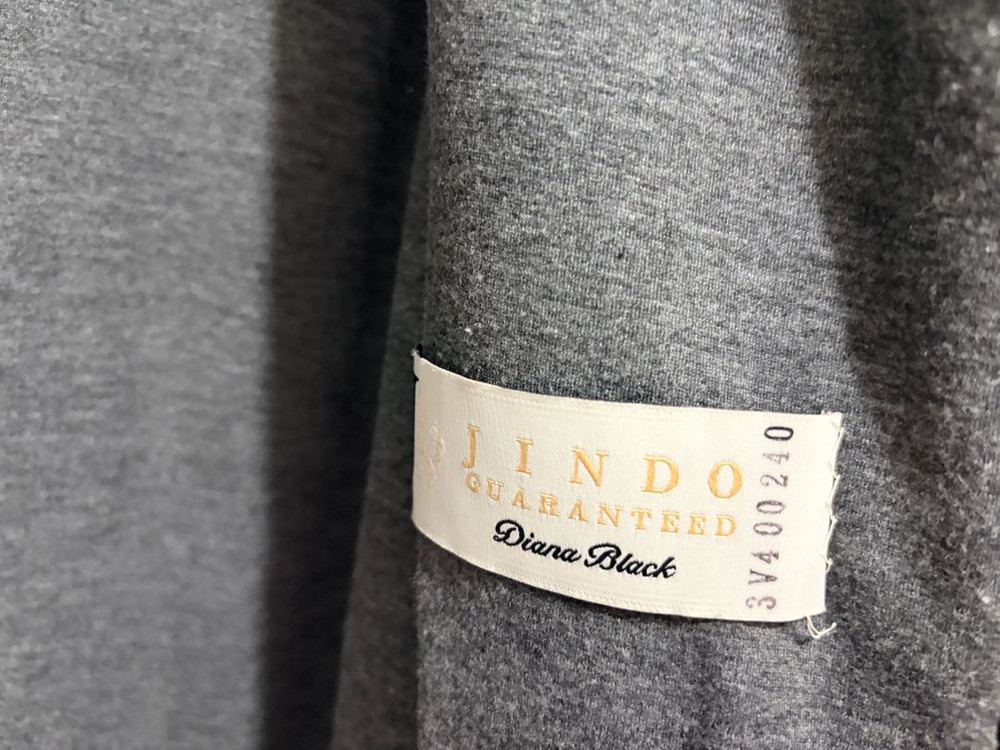 JINDO
GUARANTEED
Diana Black
3V400240